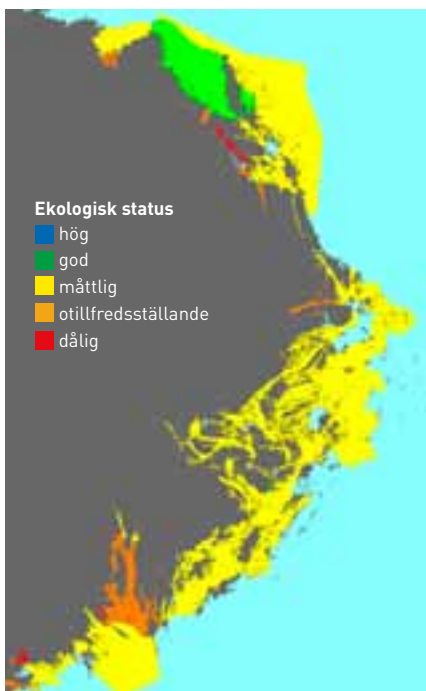 Ekologisk status
hög
god
måttlig
otillfredsställande
dålig